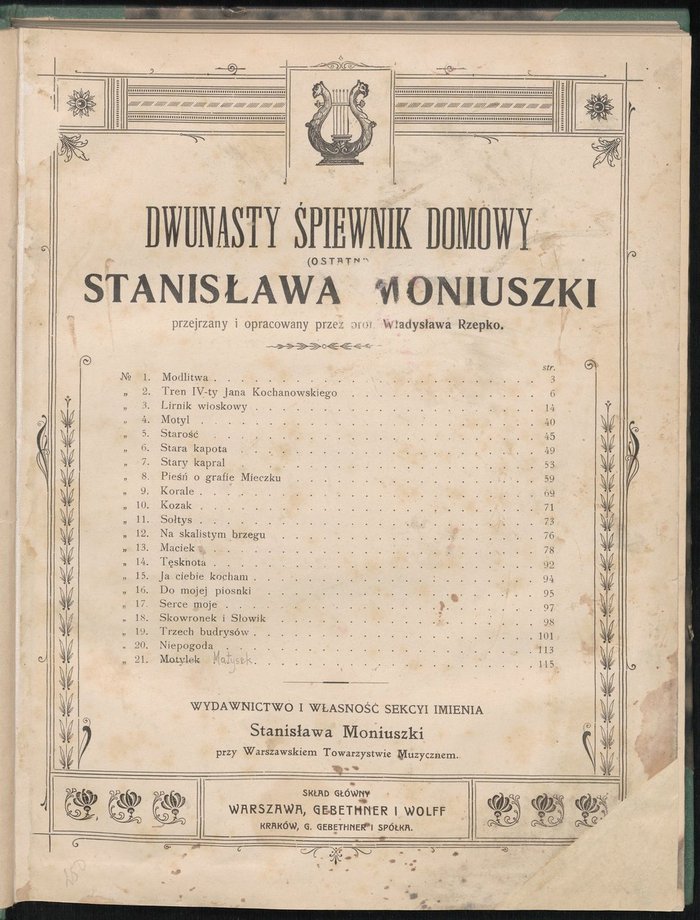 DWUNASTY ŚPIEWNIK DOMOWY
(OSTATNI)
STANISŁAWA MONIUSZKI
przejrzany i opracowany przez prof. Władysława Rzepko.
str.
№ 1. Modlitwa . . . 3
„ 2. Tren IV-ty Jana Kochanowskiego . . . 6
„ 3. Lirnik wioskowy . . . 14
„ 4. Motyl . . . 40
„ 5. Starość . . . 45
„ 6. Stara kapota . . . 49
„ 7. Stary kapral . . . 53
„ 8. Pieśń o grafie Mieczku . . . 59
„ 9. Korale . . . 69
„ 10. Kozak . . . 71
„ 11. Sołtys . . . 73
„ 12. Na skalistym brzegu . . . 76
„ 13. Maciek . . . 78
„ 14. Tęsknota . . . 92
„ 15. Ja ciebie kocham . . . 94
„ 16. Do mojej piosnki . . . 95
„ 17. Serce moje . . . 97
„ 18. Skowronek i Słowik . . . 98
„ 19. Trzech budrysów . . . 101
„ 20. Niepogoda . . . 113
„ 21. Motylek Matysek . . . 115
WYDAWNICTWO I WŁASNOŚĆ SEKCYI IMIENIA
Stanisława Moniuszki
przy Warszawskiem Towarzystwie Muzycznem.
SKŁAD GŁÓWNY
WARSZAWA, GEBETHNER I WOLFF
KRAKÓW, G. GEBETHNER I SPÓŁKA.